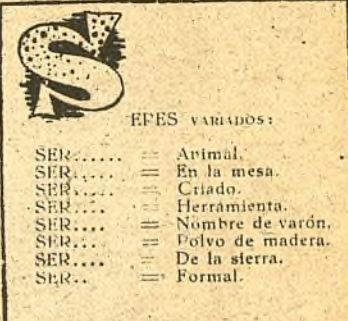 S
EPES VARIADOS:
SER...... = Animal.
SER...... = En la mesa.
SER..... = Criado.
SER.... = Herramienta.
SER.... = Nombre de varón.
SER... = Polvo de madera.
SER.... = De la sierra.
SER.. = Formal.